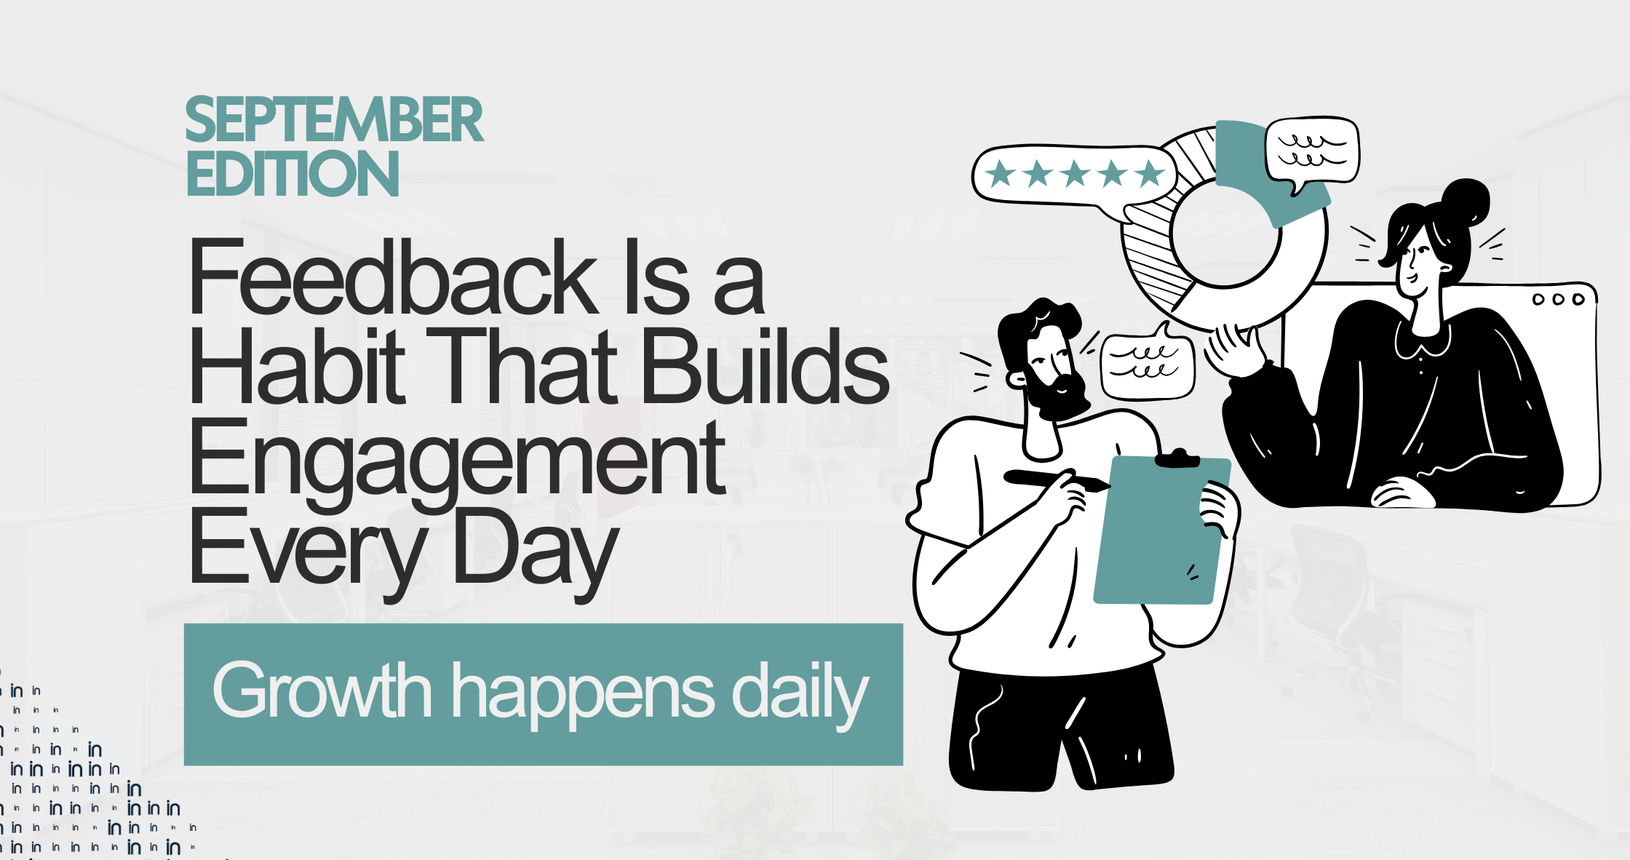 SEPTEMBER
EDITION
Feedback Is a
Habit That Builds
Engagement
Every Day
Growth happens daily